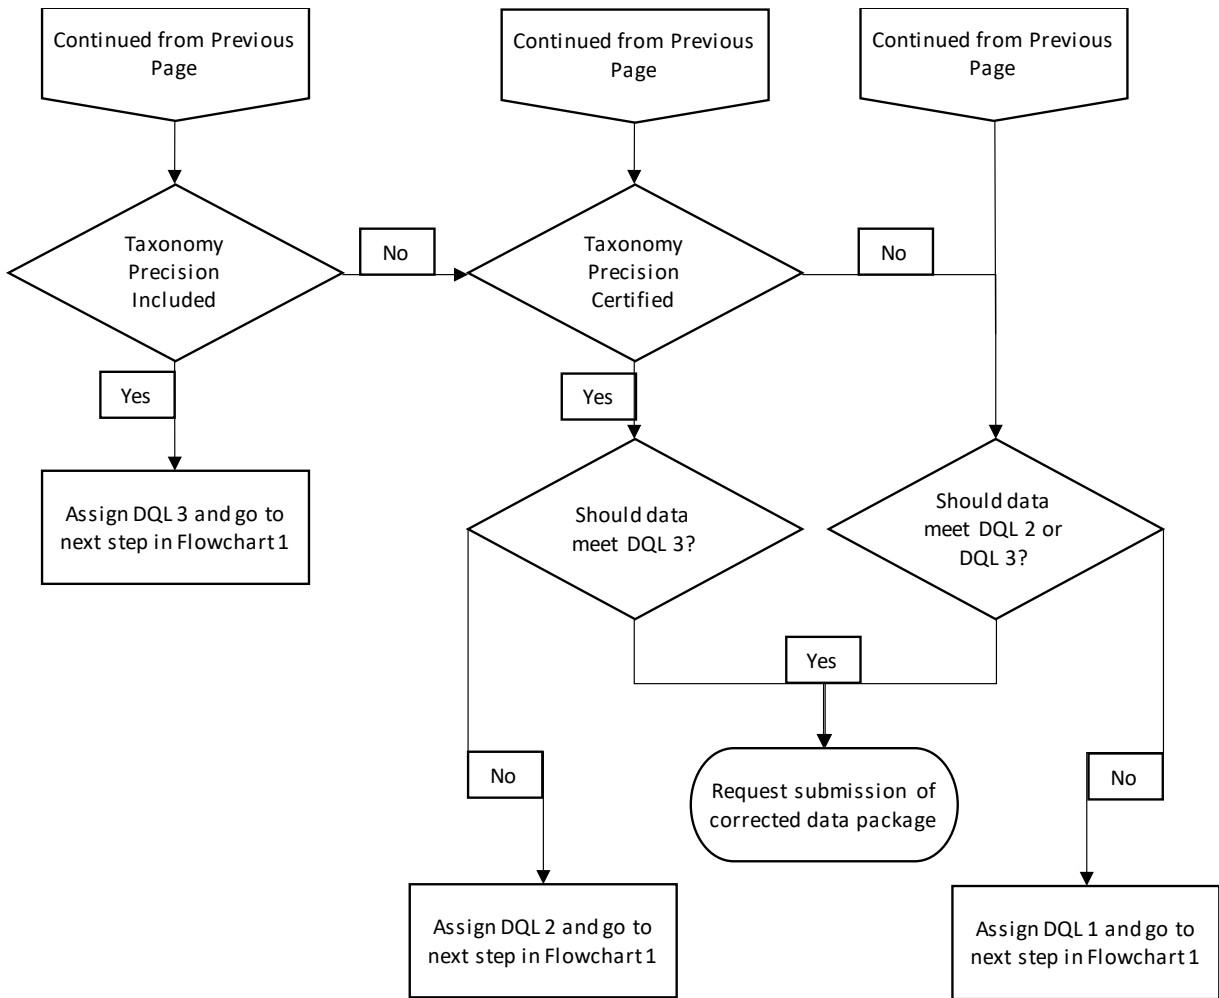 Continued from Previous
Page
Continued from Previous
Page
Continued from Previous
Page
Taxonomy
Precision
Included
No
Taxonomy
Precision
Certified
No
Yes
Yes
Assign DQL 3 and go to
next step in Flowchart 1
Should data
meet DQL 3?
Should data
meet DQL 2 or
DQL 3?
Yes
No
Request submission of
corrected data package
No
Assign DQL 2 and go to
next step in Flowchart 1
Assign DQL 1 and go to
next step in Flowchart 1